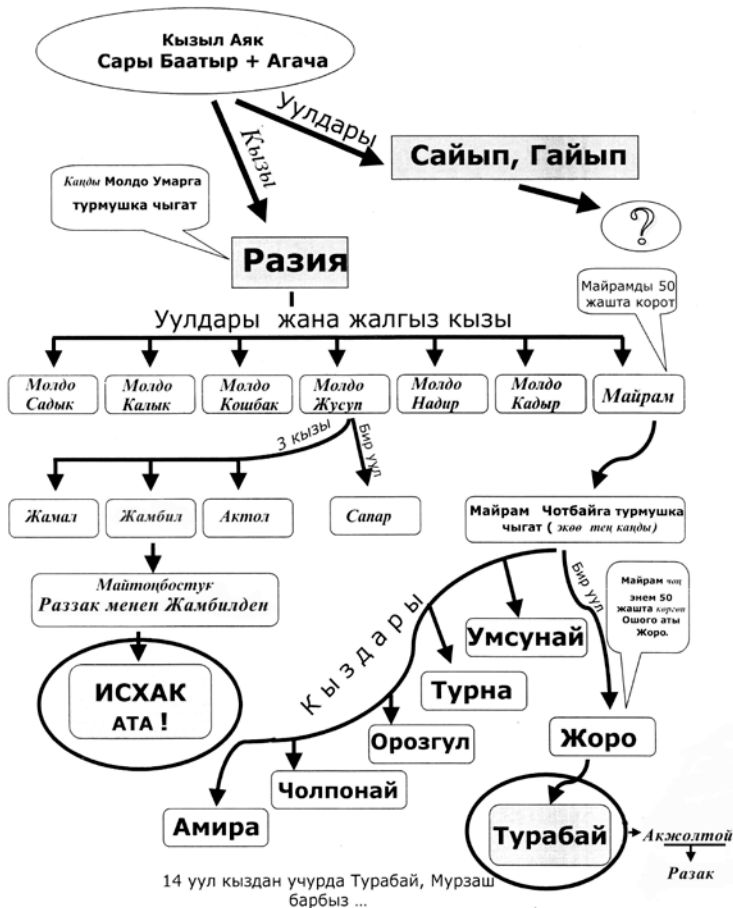 Кызыл Аяк
Сары Баатыр + Агача
Уулдары
Кызы
Сайып, Гайып
Каңды Молдо Умарга
турмушка чыгат
?
Разия
Майрамды 50
жашта корот
Уулдары жана жалгыз кызы
Молдо
Садык
Молдо
Калык
Молдо
Кошбак
Молдо
Жусуп
Молдо
Надир
Молдо
Кадыр
Майрам
3 кызы
Бир уул
Жамал
Жамбил
Актол
Сапар
Майрам Чотбайга турмушка
чыгат ( экөө тең каңды)
Майтоңбостук
Раззак менен Жамбилден
Бир уул
Майрам чоң
энем 50
жашта көргөн
Ошого аты
Жоро.
Кыздары
Умсунай
Турна
ИСХАК
АТА !
Орозгул
Жоро
Чолпонай
Амира
Турабай
Акжолтой
Разак
14 уул кыздан учурда Турабай, Мурзаш
барбыз ...